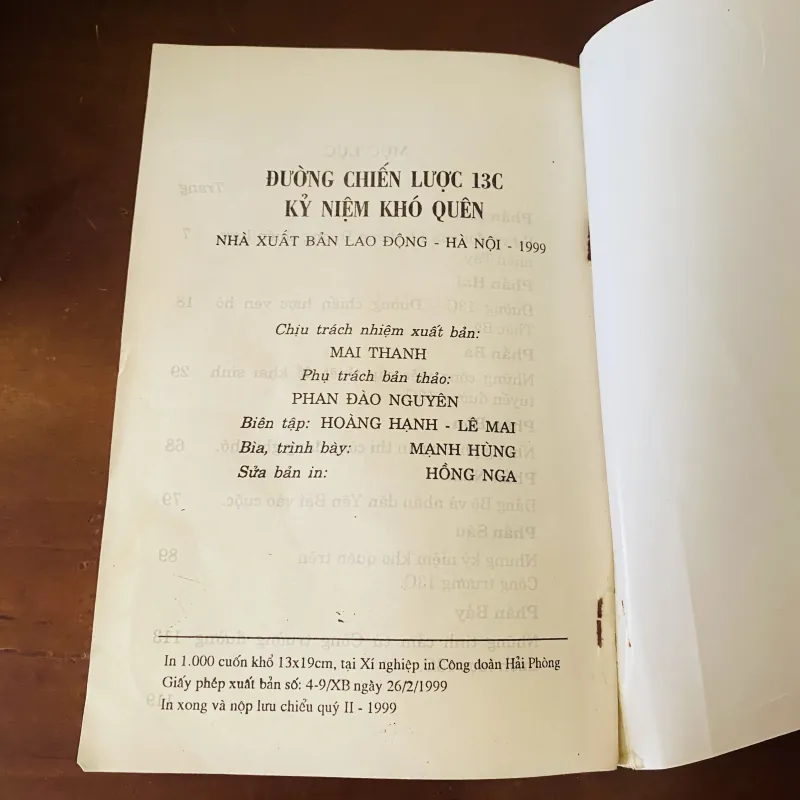 ĐƯỜNG CHIẾN LƯỢC 13C
KỶ NIỆM KHÓ QUÊN
NHÀ XUẤT BẢN LAO ĐỘNG - HÀ NỘI - 1999
Chịu trách nhiệm xuất bản:
MAI THANH
Phụ trách bản thảo:
PHAN ĐÀO NGUYÊN
Biên tập: HOÀNG HẠNH - LÊ MAI
Bìa, trình bày: MẠNH HÙNG
Sửa bản in: HỒNG NGA
In 1.000 cuốn khổ 13x19cm, tại Xí nghiệp in Công đoàn Hải Phòng
Giấy phép xuất bản số: 4-9/XB ngày 26/2/1999
In xong và nộp lưu chiểu quý II - 1999